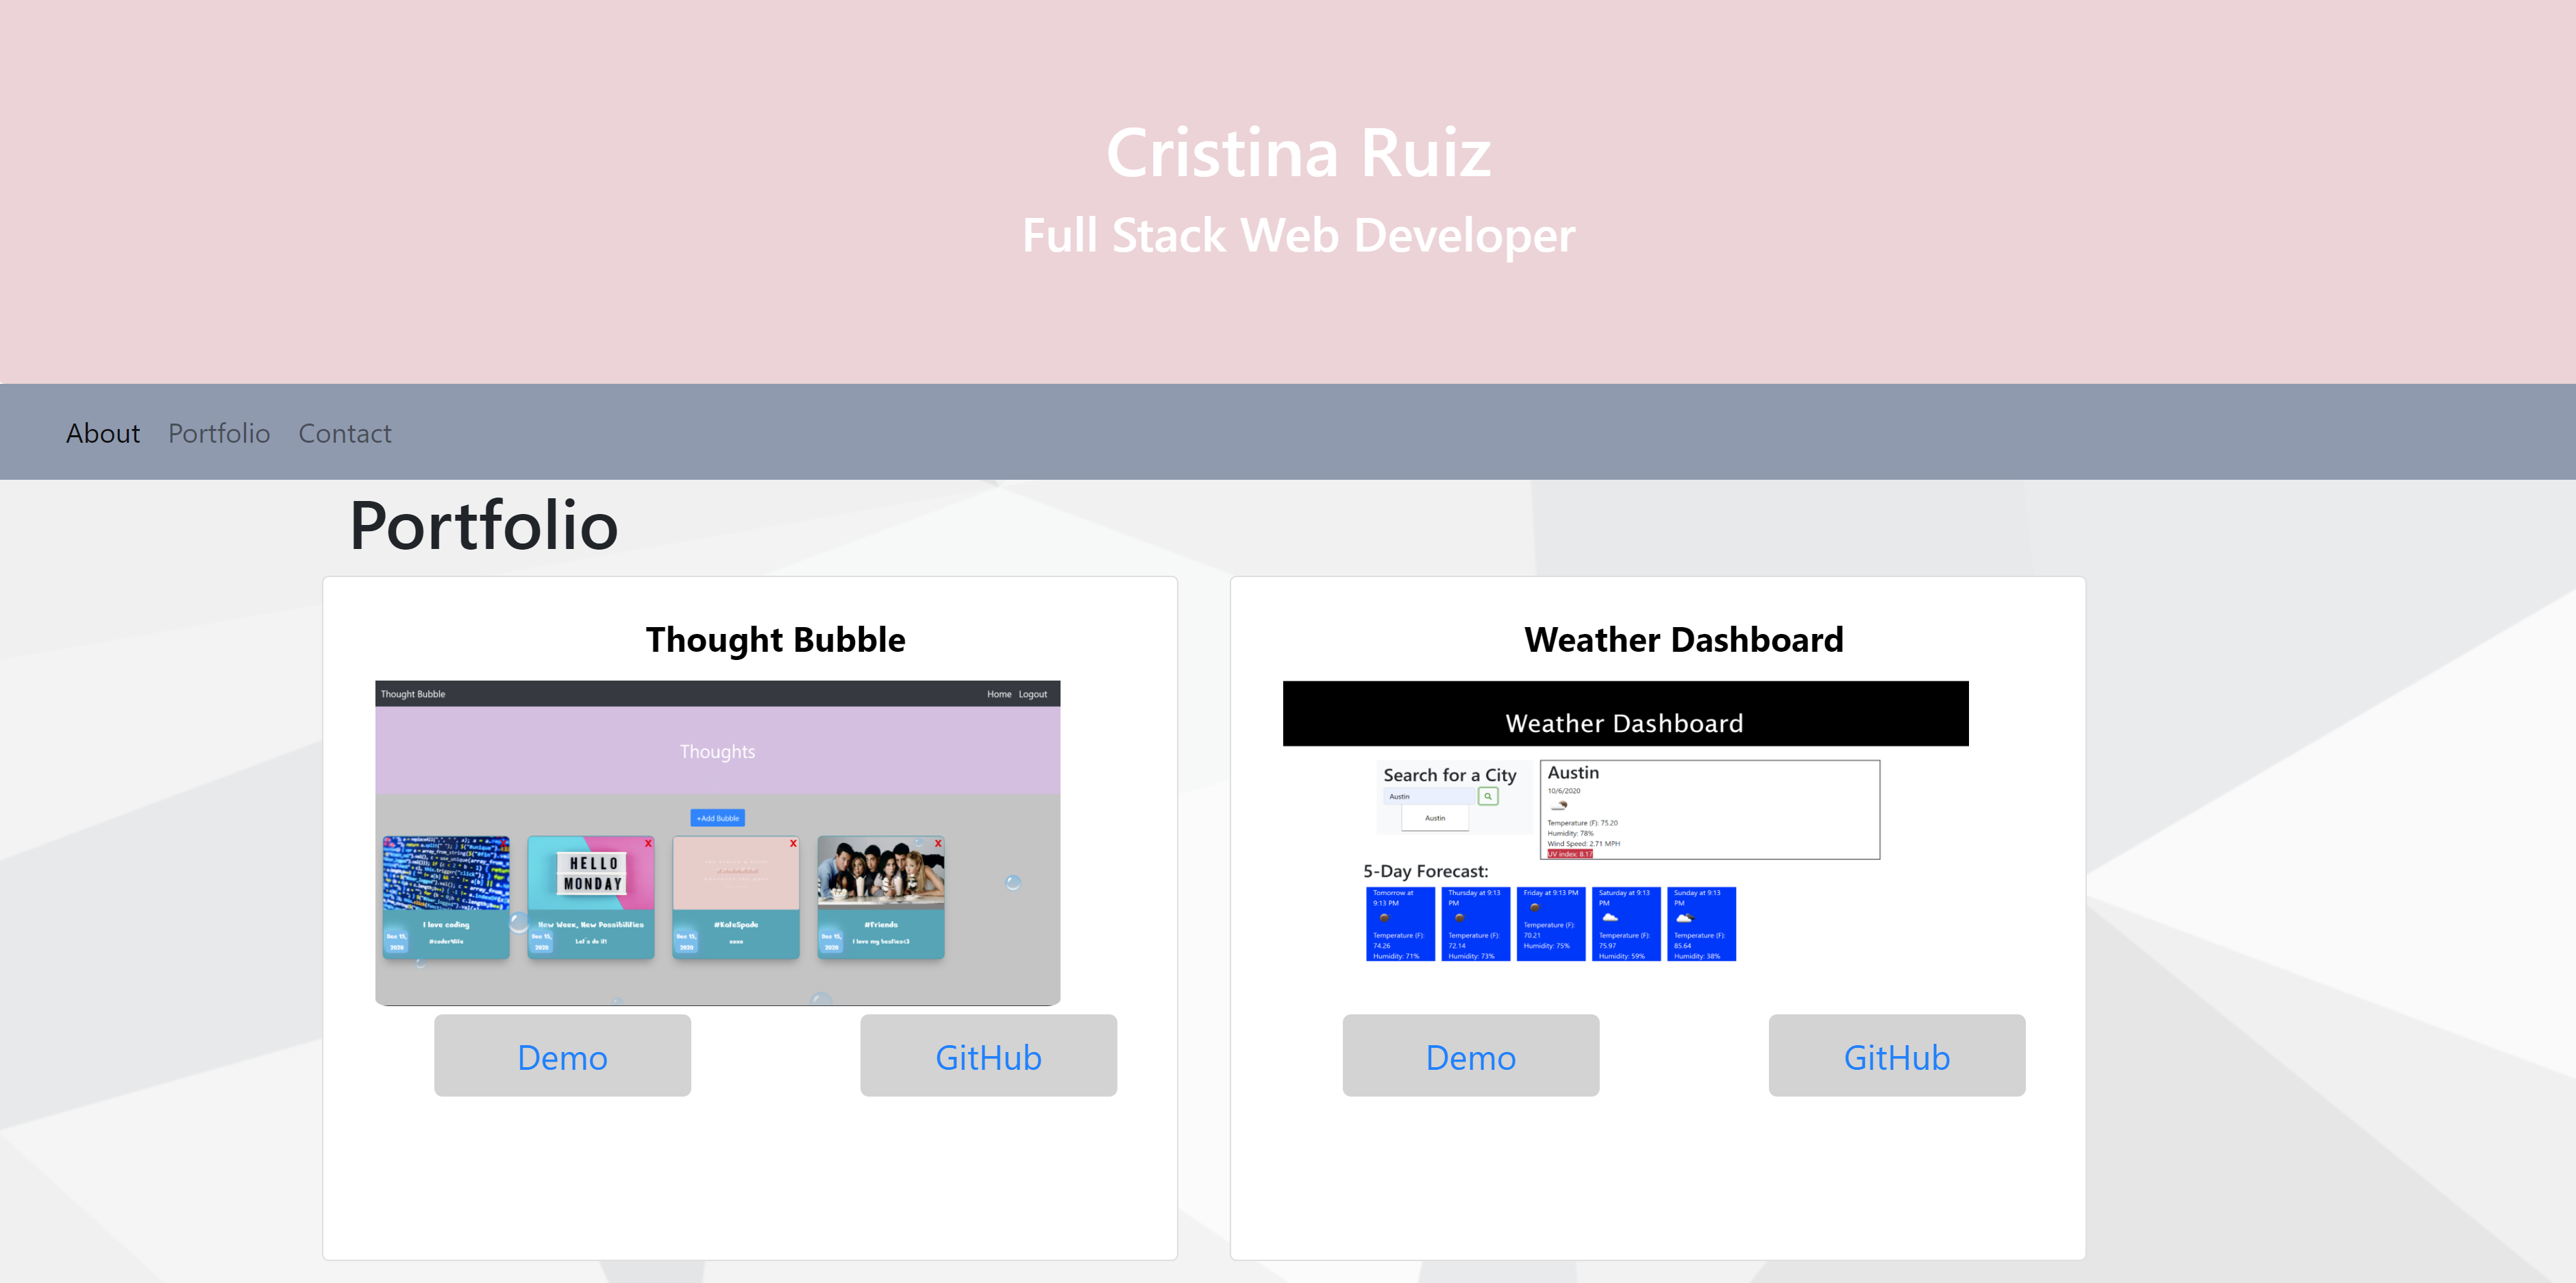 Cristina Ruiz
Full Stack Web Developer
About Portfolio Contact
Portfolio
Thought Bubble
Thought Bubble
Home Logout
Thoughts
+Add Bubble
X
HELLO
MONDAY
X
X
X
I love coding
#coder4life
Dec 15,
2020
New Week, New Possibilities
Let's do it!
Dec 15,
2020
#KateSpade
xoxo
Dec 15,
2020
#Friends
I love my besties<3
Dec 15,
2020
Demo
GitHub
Weather Dashboard
Weather Dashboard
Search for a City
Austin
Austin
Austin
10/6/2020
Temperature (F): 75.20
Humidity: 78%
Wind Speed: 2.71 MPH
UV index: 8.17
5-Day Forecast:
Tomorrow at
9:13 PM
Temperature (F):
74.26
Humidity: 71%
Thursday at 9:13
PM
Temperature (F):
72.14
Humidity: 73%
Friday at 9:13 PM
Temperature (F):
70.21
Humidity: 75%
Saturday at 9:13
PM
Temperature (F):
75.97
Humidity: 59%
Sunday at 9:13
PM
Temperature (F):
85.64
Humidity: 38%
Demo
GitHub